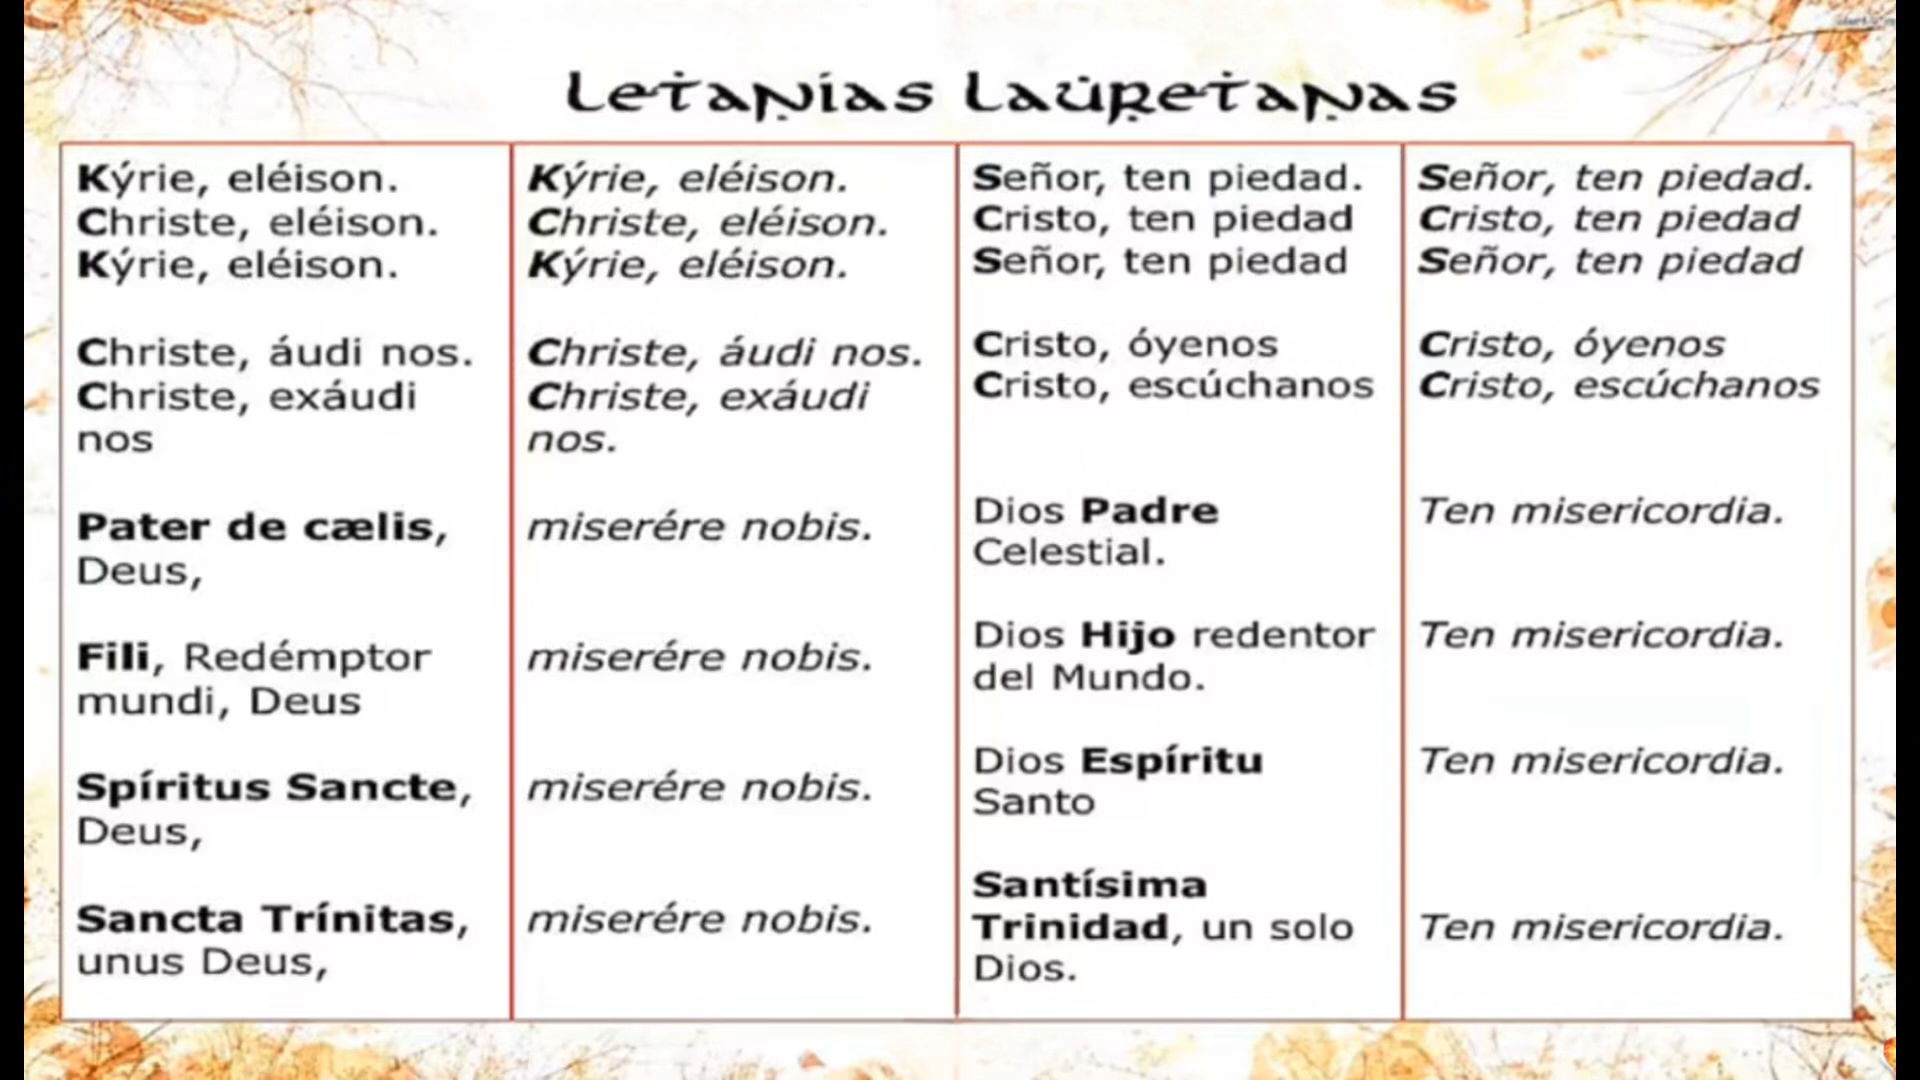 Letanías Lauretanas
Kýrie, eléison.
Christe, eléison.
Kýrie, eléison.
Christe, áudi nos.
Christe, exáudi
nos
Pater de cælis,
Deus,
Fili, Redémptor
mundi, Deus
Spíritus Sancte,
Deus,
Sancta Trínitas,
unus Deus,
Kýrie, eléison.
Christe, eléison.
Kýrie, eléison.
Christe, áudi nos.
Christe, exáudi
nos.
miserére nobis.
miserére nobis.
miserére nobis.
miserére nobis.
Señor, ten piedad.
Cristo, ten piedad
Señor, ten piedad
Cristo, óyenos
Cristo, escúchanos
Dios Padre
Celestial.
Dios Hijo redentor
del Mundo.
Dios Espíritu
Santo
Santísima
Trinidad, un solo
Dios.
Señor, ten piedad.
Cristo, ten piedad
Señor, ten piedad
Cristo, óyenos
Cristo, escúchanos
Ten misericordia.
Ten misericordia.
Ten misericordia.
Ten misericordia.